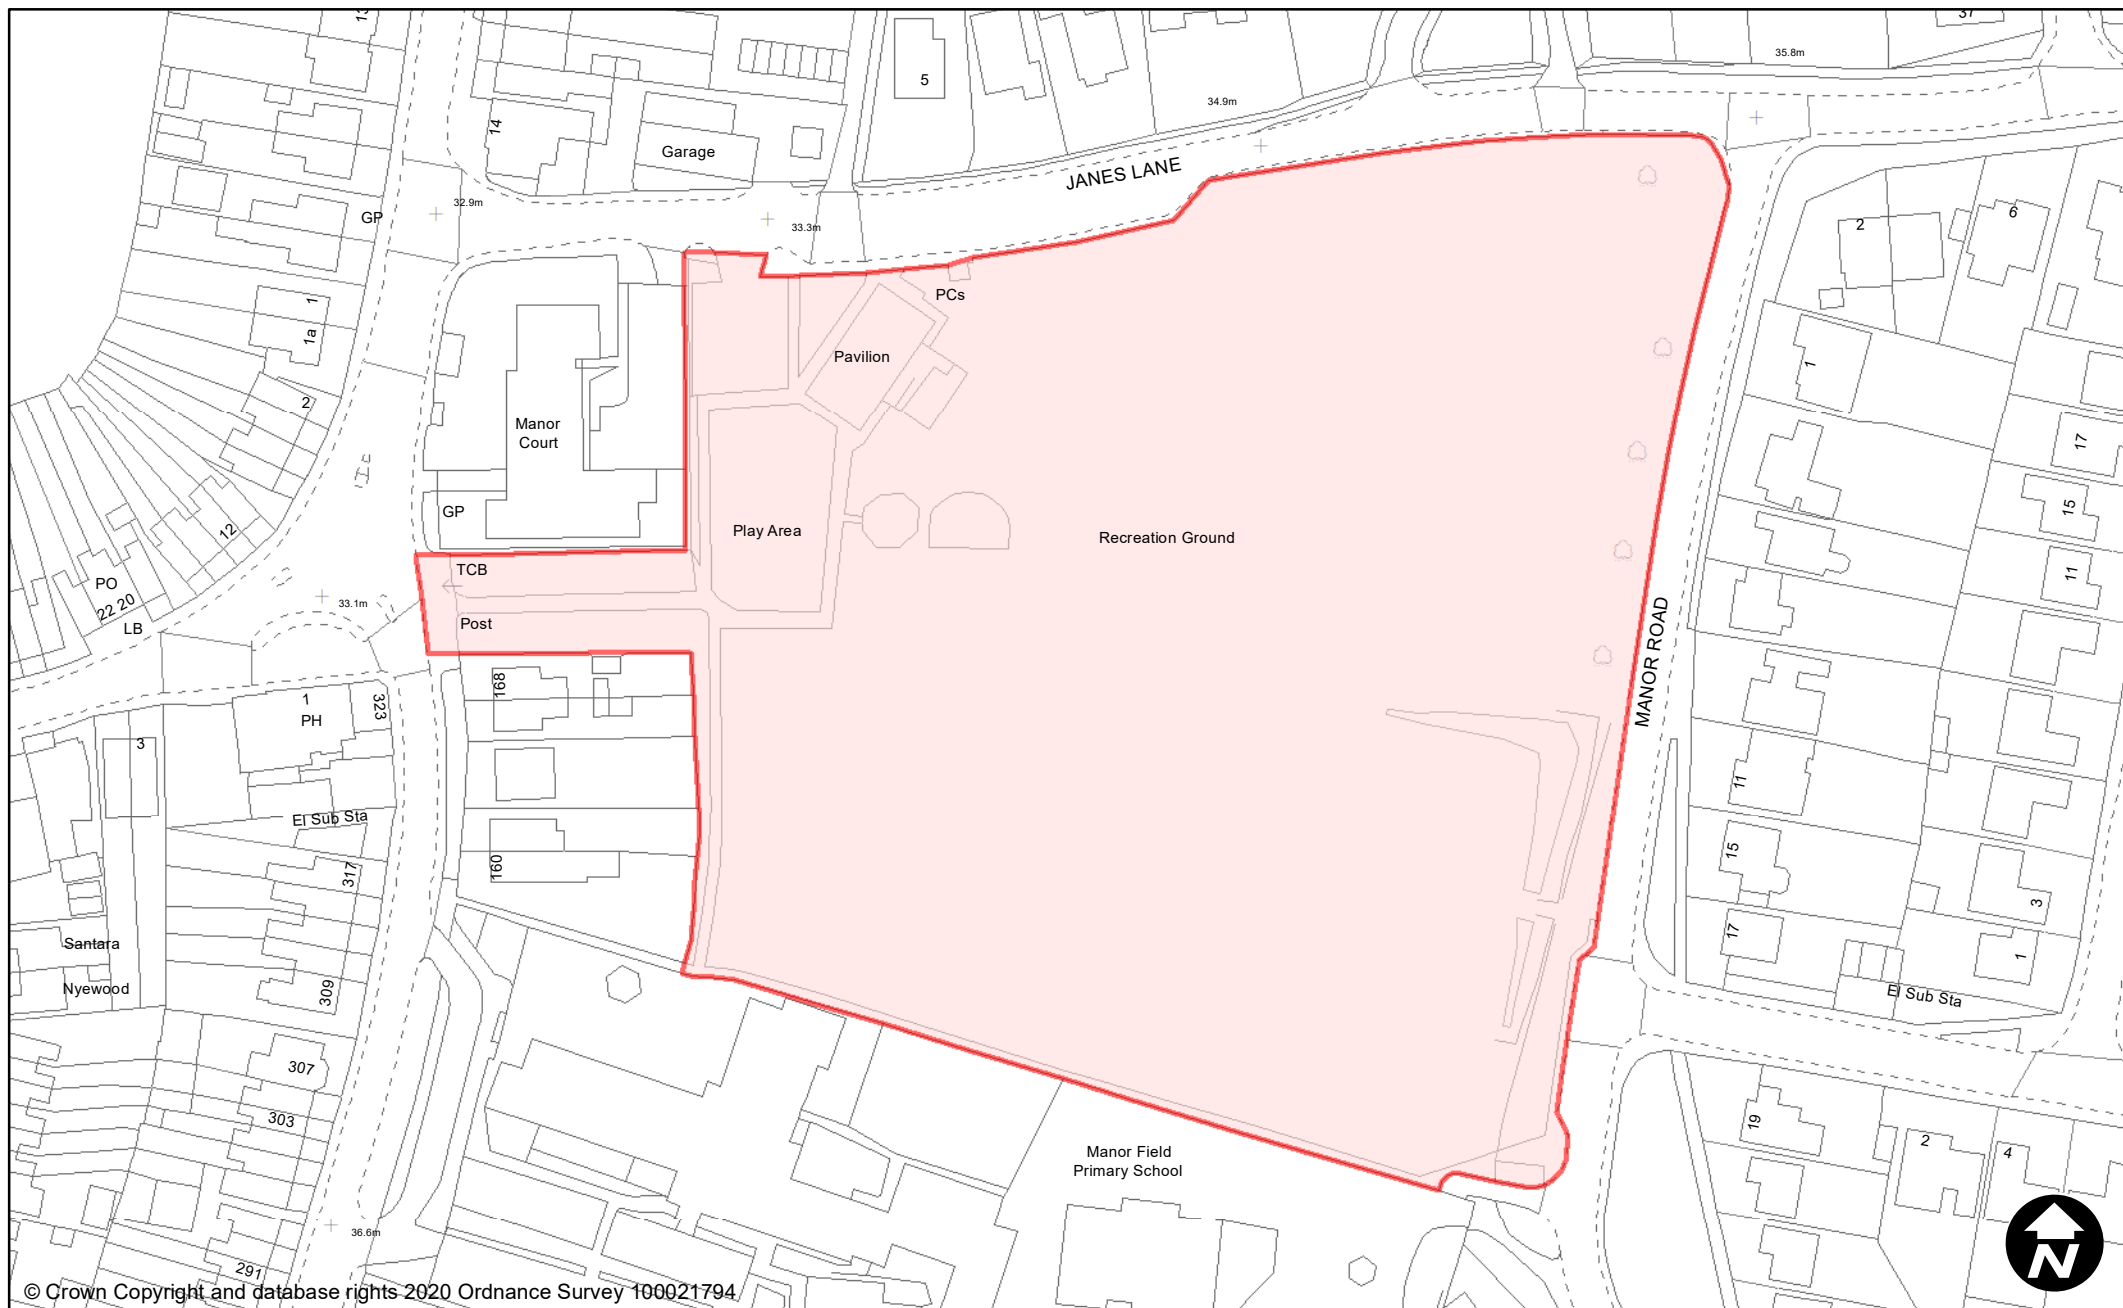 37
35.8m
5
34.9m
14
Garage
JANES LANE
GP
32.9m
33.3m
2
6
PCs
1
1a
Pavilion
1
2
Manor
Court
17
15
GP
12
Play Area
Recreation Ground
11
TCB
PO
22 20
LB
33.1m
Post
MANOR ROAD
168
1
PH
323
3
11
El Sub Sta
15
317
160
3
17
Santara
1
Nyewood
309
El Sub Sta
307
303
19
2
4
Manor Field
Primary School
36.6m
291
N
© Crown Copyright and database rights 2020 Ordnance Survey 100021794